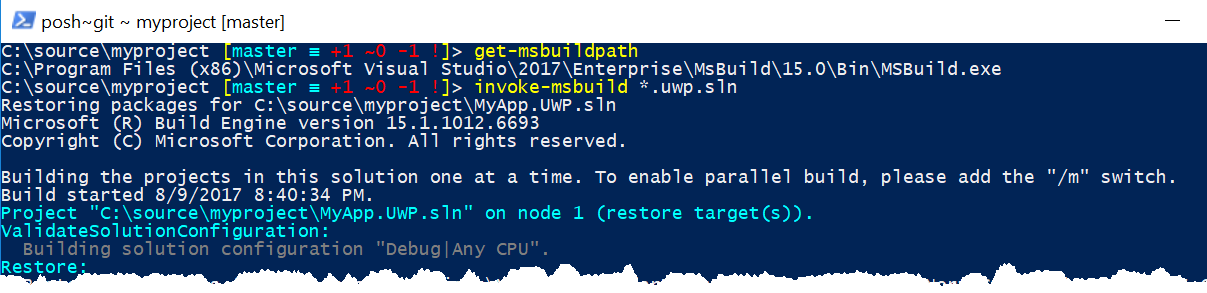 posh~git ~ myproject [master]
C:\source\myproject [master ≡ +1 ~0 -1 !]> get-msbuildpath
C:\Program Files (x86)\Microsoft Visual Studio\2017\Enterprise\MsBuild\15.0\Bin\MSBuild.exe
C:\source\myproject [master ≡ +1 ~0 -1 !]> invoke-msbuild *.uwp.sln
Restoring packages for C:\source\myproject\MyApp.UWP.sln
Microsoft (R) Build Engine version 15.1.1012.6693
Copyright (C) Microsoft Corporation. All rights reserved.
Building the projects in this solution one at a time. To enable parallel build, please add the "/m" switch.
Build started 8/9/2017 8:40:34 PM.
Project "C:\source\myproject\MyApp.UWP.sln" on node 1 (restore target(s)).
ValidateSolutionConfiguration:
  Building solution configuration "Debug|Any CPU".
Restore: